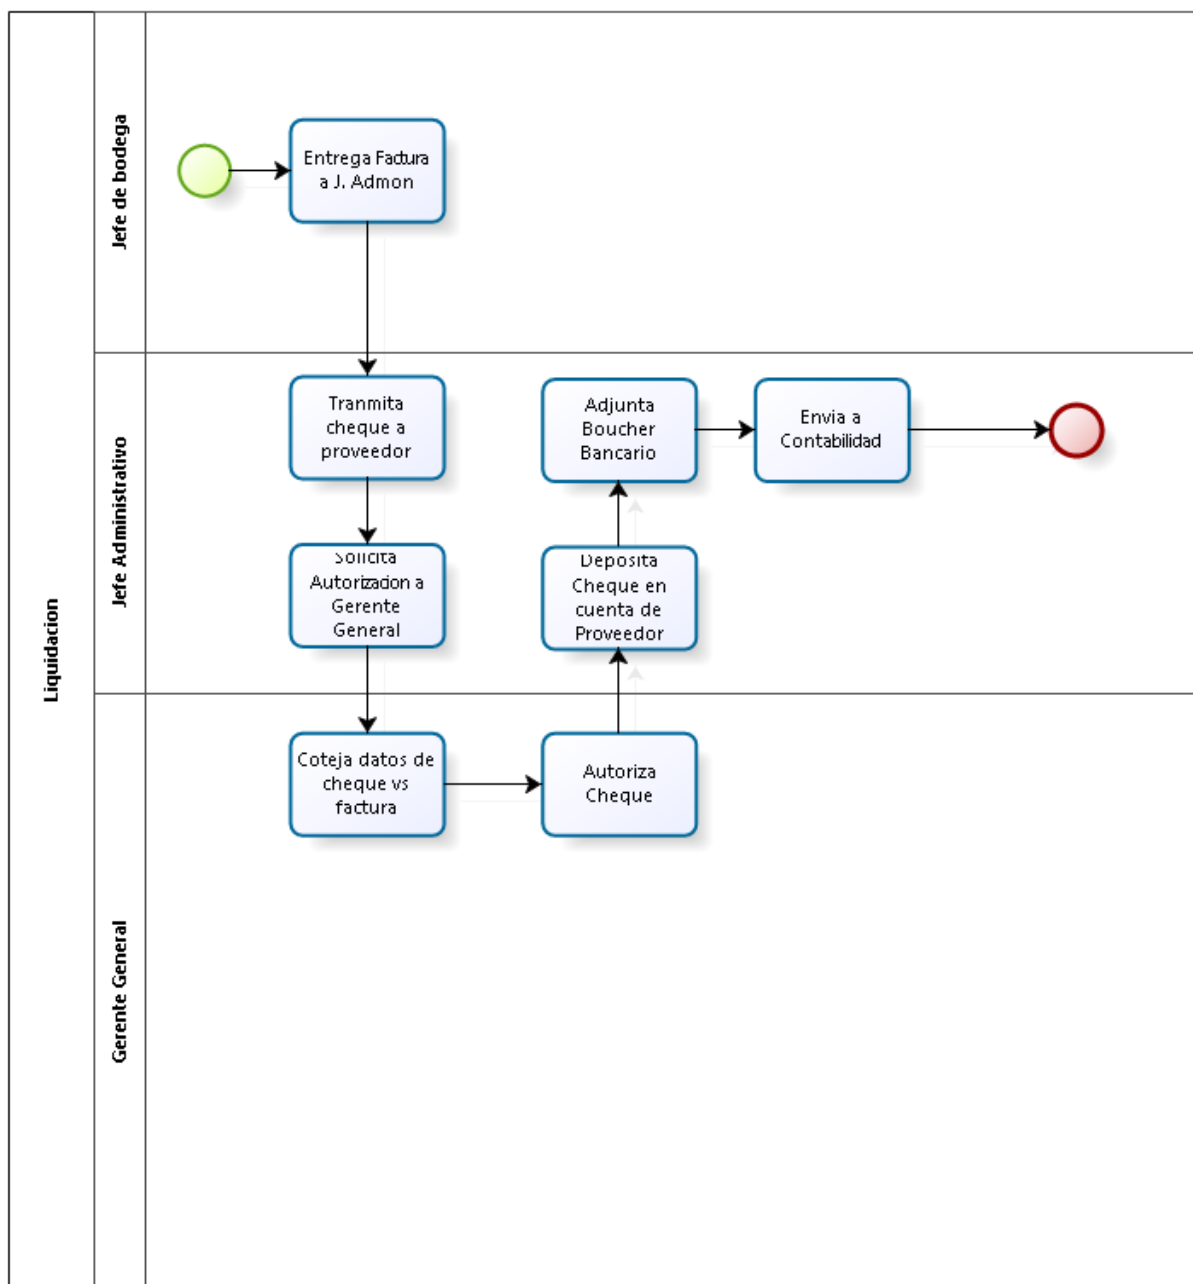 Liquidacion
Jefe de bodega
Entrega Factura
a J. Admon
Jefe Administrativo
Tranmita
cheque a
proveedor
Solicita
Autorizacion a
Gerente
General
Adjunta
Boucher
Bancario
Envia a
Contabilidad
Deposita
Cheque en
cuenta de
Proveedor
Gerente General
Coteja datos de
cheque vs
factura
Autoriza
Cheque